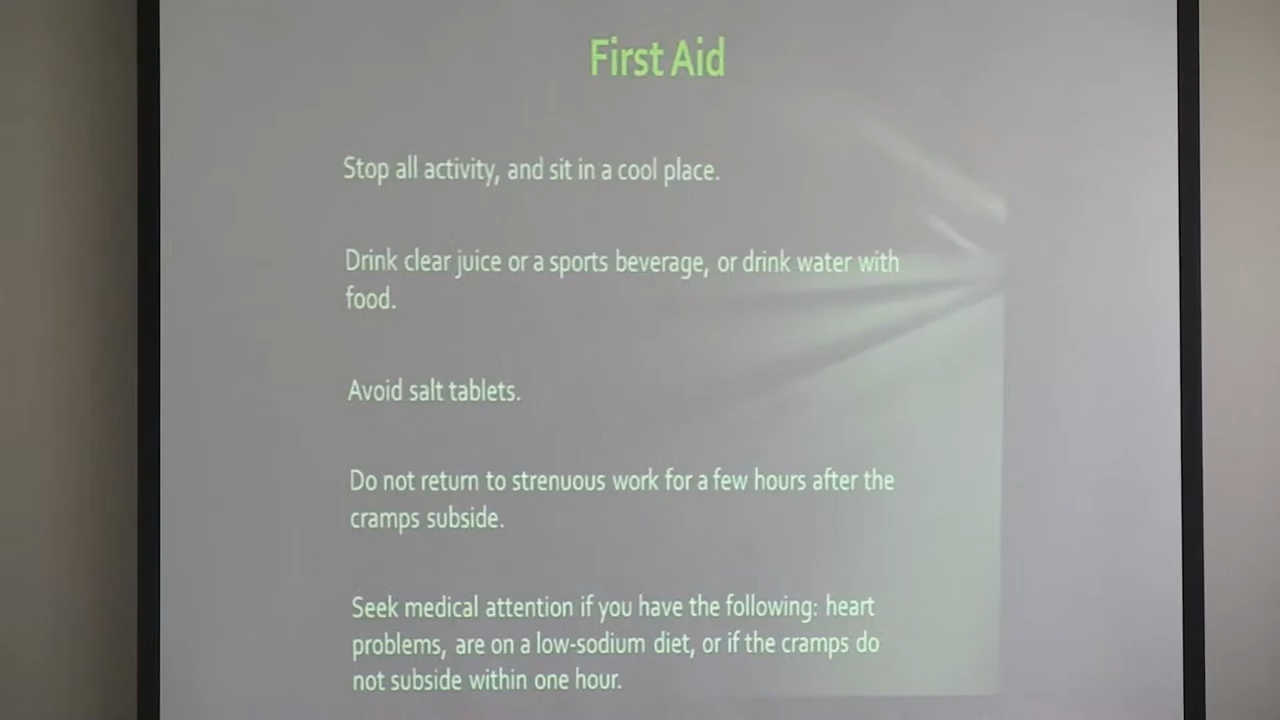 First Aid
Stop all activity, and sit in a cool place.
Drink clear juice or a sports beverage, or drink water with
food.
Avoid salt tablets.
Do not return to strenuous work for a few hours after the
cramps subside.
Seek medical attention if you have the following: heart
problems, are on a low-sodium diet, or if the cramps do
not subside within one hour.